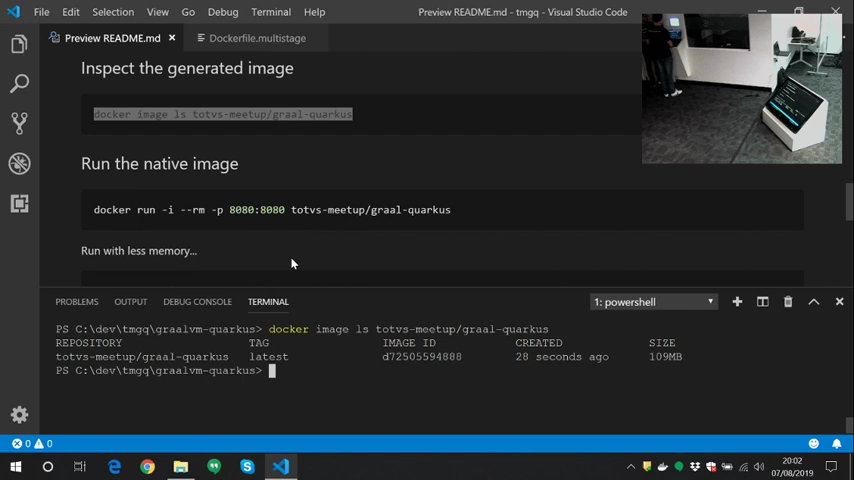 File Edit Selection View Go Debug Terminal Help Preview README.md - tmgq - Visual Studio Code
Preview README.md Dockerfile.multistage
Inspect the generated image
docker image ls totvs-meetup/graal-quarkus
Run the native image
docker run -i --rm -p 8080:8080 totvs-meetup/graal-quarkus
Run with less memory...
PROBLEMS OUTPUT DEBUG CONSOLE TERMINAL 1: powershell
PS C:\dev\tmgq\graalvm-quarkus> docker image ls totvs-meetup/graal-quarkus
REPOSITORY TAG IMAGE ID CREATED SIZE
totvs-meetup/graal-quarkus latest d72505594888 28 seconds ago 109MB
PS C:\dev\tmgq\graalvm-quarkus>
0 0
20:02
07/08/2019